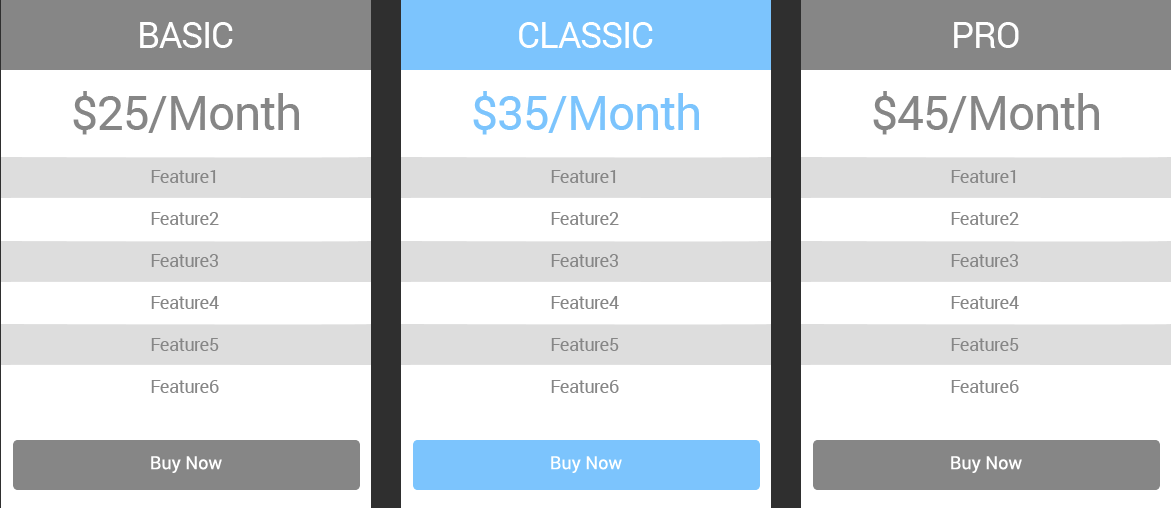 BASIC
$25/Month
Feature1
Feature2
Feature3
Feature4
Feature5
Feature6
Buy Now
CLASSIC
$35/Month
Feature1
Feature2
Feature3
Feature4
Feature5
Feature6
Buy Now
PRO
$45/Month
Feature1
Feature2
Feature3
Feature4
Feature5
Feature6
Buy Now